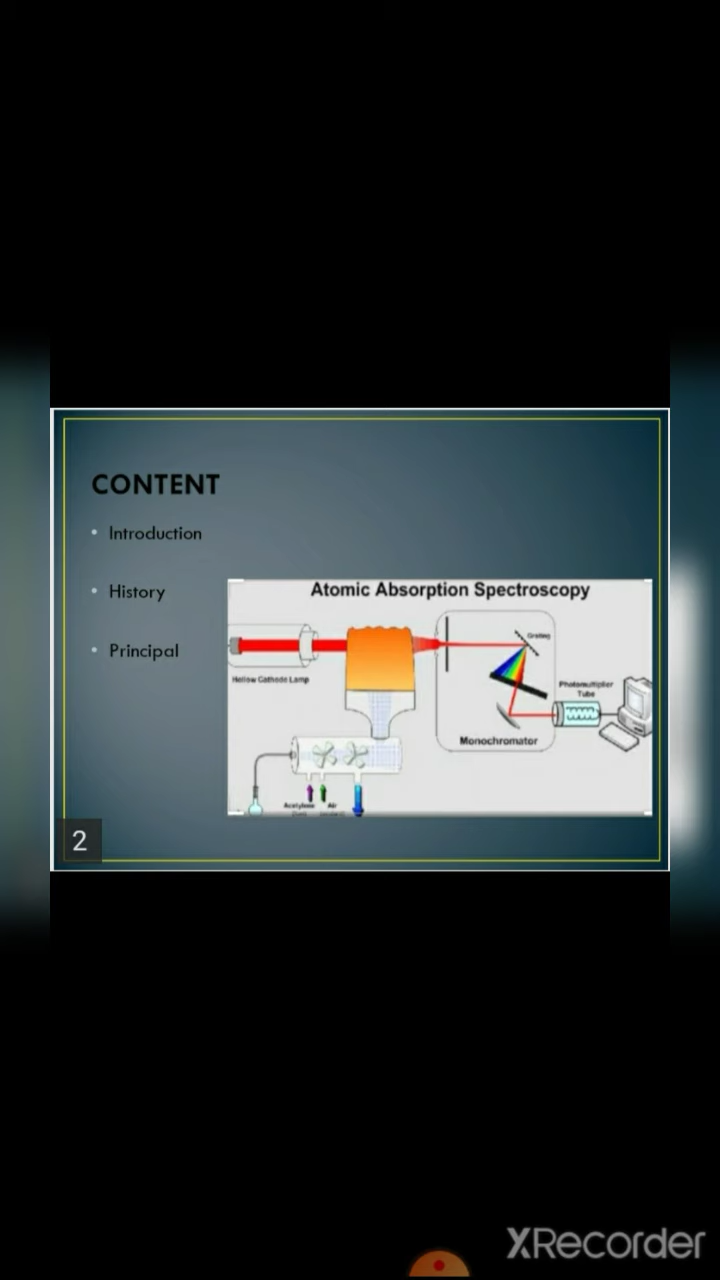 CONTENT
Introduction
History
Principal
Atomic Absorption Spectroscopy
Hollow Cathode Lamp
Grating
Photomultiplier
Tube
Monochromator
Acetylene
Air
2
XRecorder